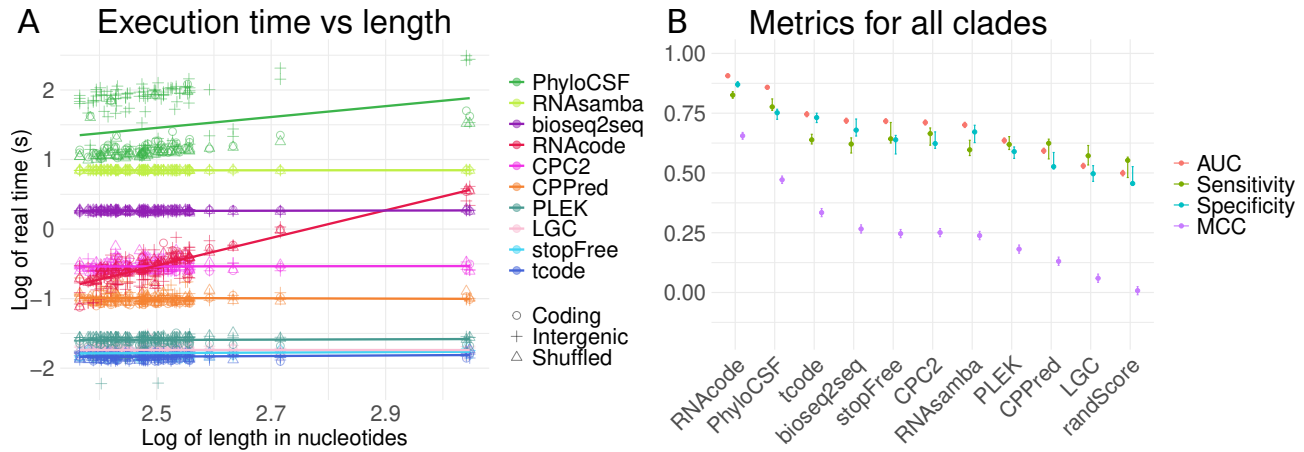 A
Execution time vs length
Log of real time (s)
2
1
0
−1
−2
2.5
2.7
2.9
Log of length in nucleotides
PhyloCSF
RNAsamba
bioseq2seq
RNAcode
CPC2
CPPred
PLEK
LGC
stopFree
tcode
Coding
Intergenic
Shuffled
B
Metrics for all clades
1.00
0.75
0.50
0.25
0.00
RNAcode
PhyloCSF
tcode
bioseq2seq
stopFree
CPC2
RNAsamba
PLEK
CPPred
LGC
randScore
AUC
Sensitivity
Specificity
MCC